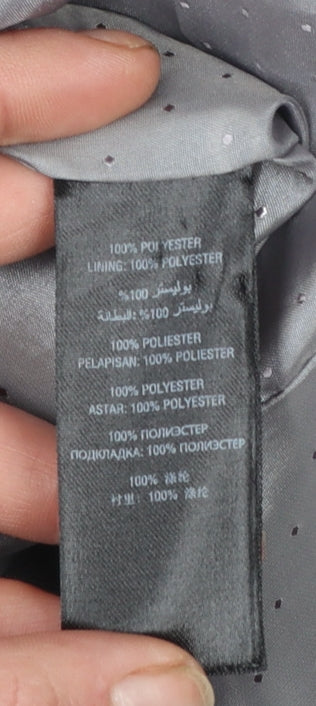 100% POLYESTER
LINING: 100% POLYESTER
بوليستر 100%
بوليستر 100% :البطانة
100% POLIESTER
PELAPISAN: 100% POLIESTER
100% POLYESTER
ASTAR: 100% POLYESTER
100% ПОЛИЭСТЕР
ПОДКЛАДКА: 100% ПОЛИЭСТЕР
100% 涤纶
衬里: 100% 涤纶